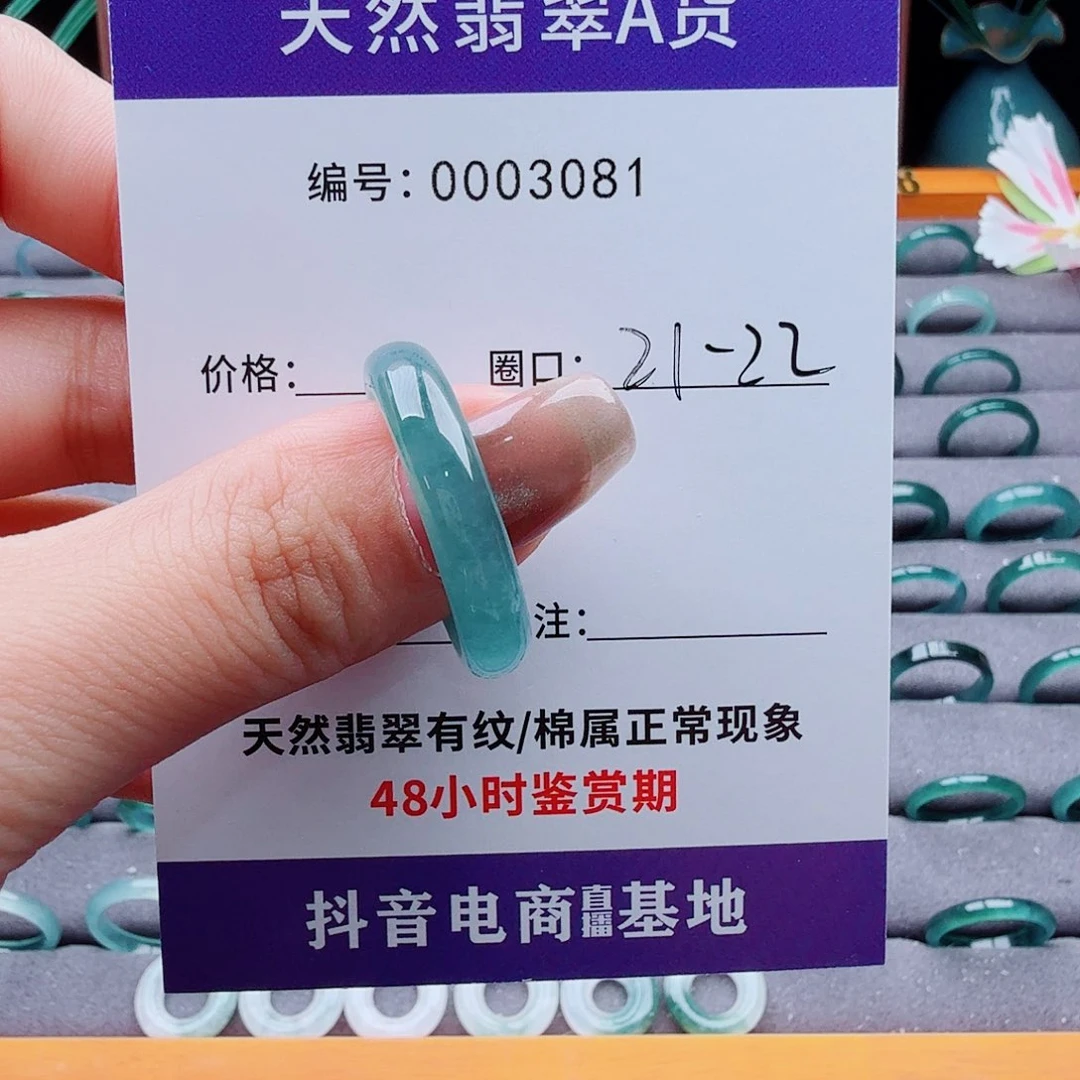 天然翡翠A货
编号：0003081
价格： 圈口：21-22
注：
天然翡翠有纹/棉属正常现象
48小时鉴赏期
抖音电商直播基地